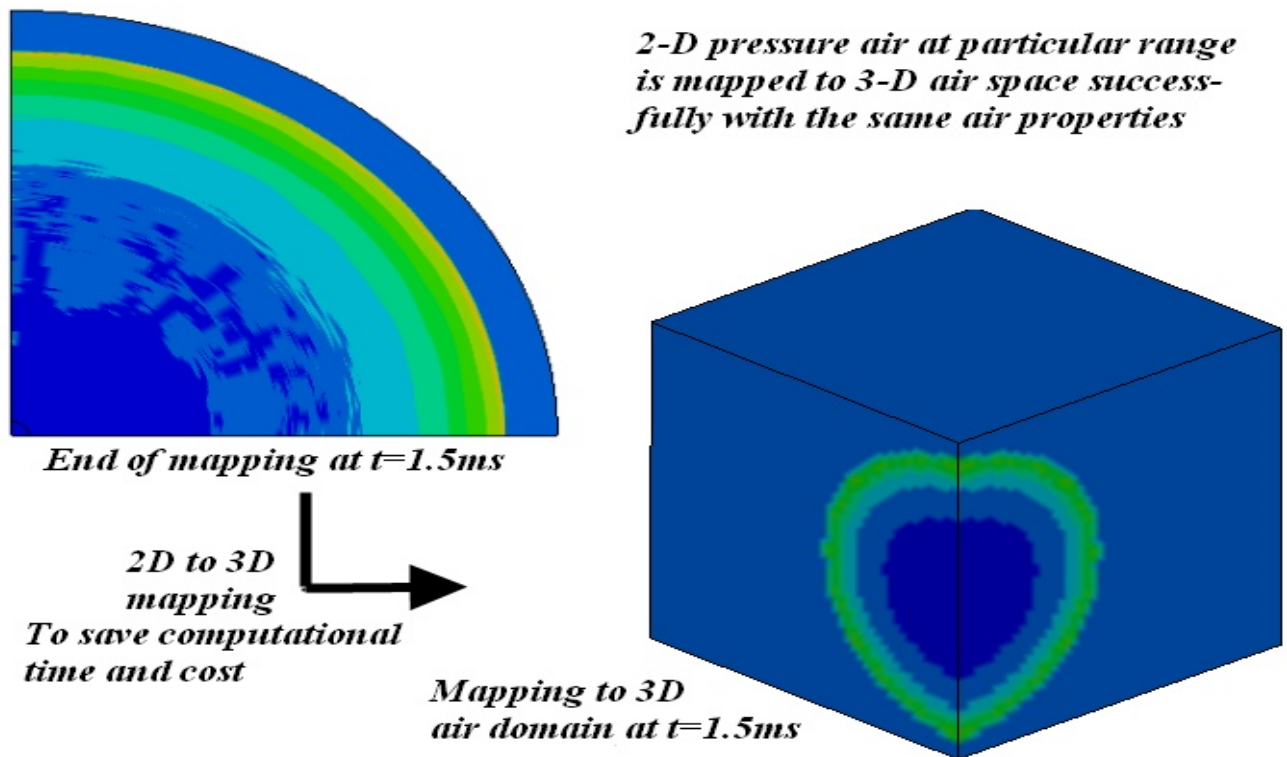 2-D pressure air at particular range
is mapped to 3-D air space success-
fully with the same air properties
End of mapping at t=1.5ms
2D to 3D
mapping
To save computational
time and cost
Mapping to 3D
air domain at t=1.5ms